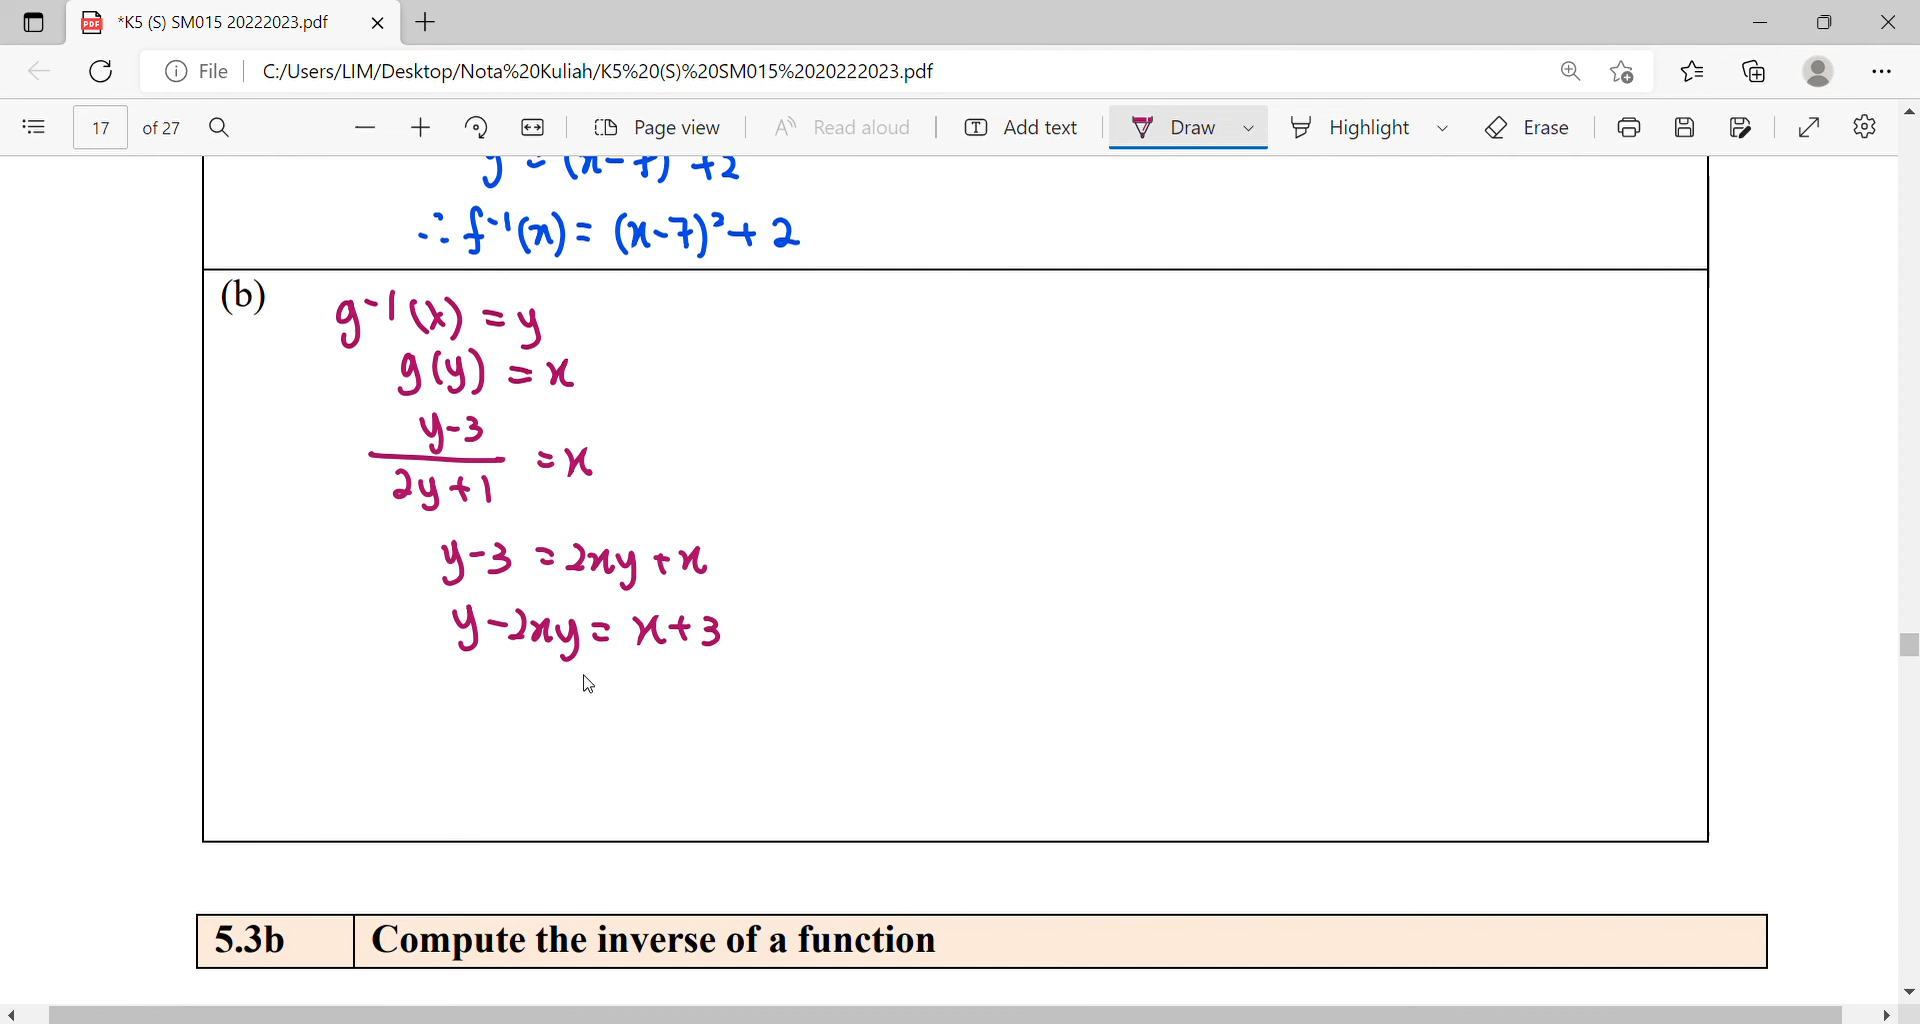 *K5 (S) SM015 20222023.pdf
File
C:/Users/LIM/Desktop/Nota%20Kuliah/K5%20(S)%20SM015%2020222023.pdf
17 of 27
Page view
Read aloud
Add text
Draw
Highlight
Erase
y = (x-7) +2
∴ f⁻¹(x) = (x-7)² + 2
(b)
g⁻¹(x) = y
g(y) = x
y-3
2y+1
= x
y-3 = 2xy + x
y-2xy = x+3
5.3b Compute the inverse of a function